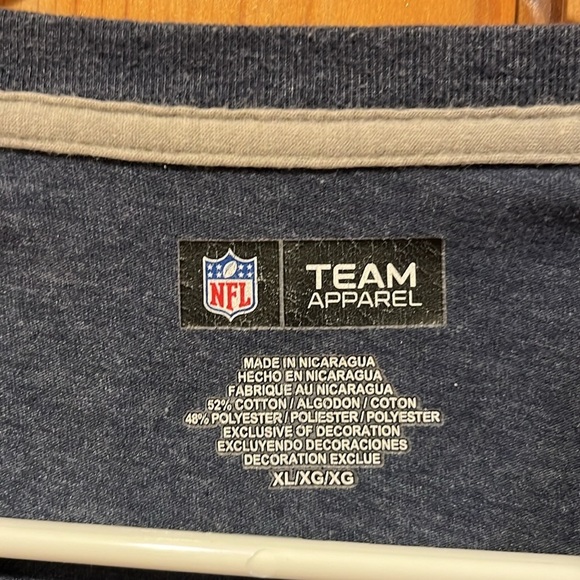 NFL
TEAM
APPAREL
MADE IN NICARAGUA
HECHO EN NICARAGUA
FABRIQUE AU NICARAGUA
52% COTTON / ALGODON / COTON
48% POLYESTER / POLIESTER / POLYESTER
EXCLUSIVE OF DECORATION
EXCLUYENDO DECORACIONES
DECORATION EXCLUE
XL/XG/XG